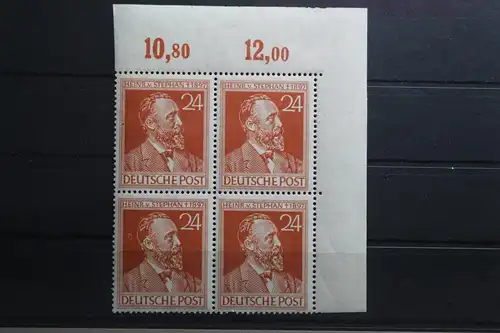 10,80 12,00
HEINR. v. STEPHAN † 1897 HEINR. v. STEPHAN † 1897
24 24
DEUTSCHE POST DEUTSCHE POST
HEINR. v. STEPHAN † 1897 HEINR. v. STEPHAN † 1897
24 24
DEUTSCHE POST DEUTSCHE POST